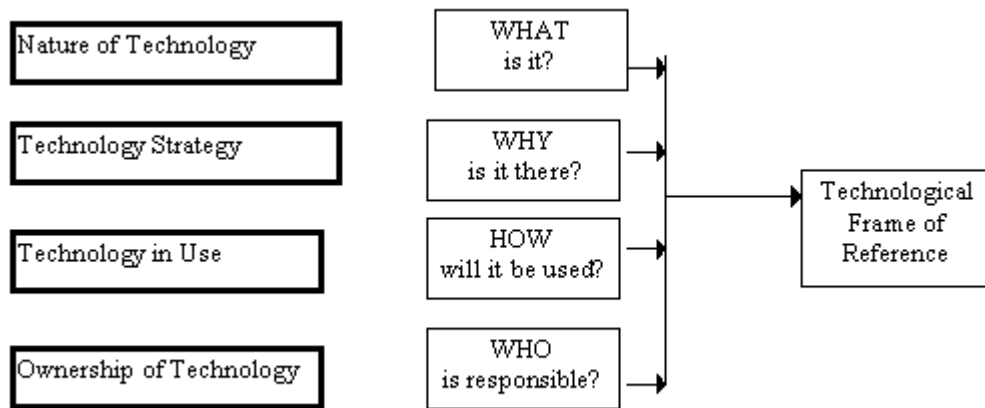 Nature of Technology
WHAT
is it?
Technology Strategy
WHY
is it there?
Technology in Use
HOW
will it be used?
Ownership of Technology
WHO
is responsible?
Technological
Frame of
Reference